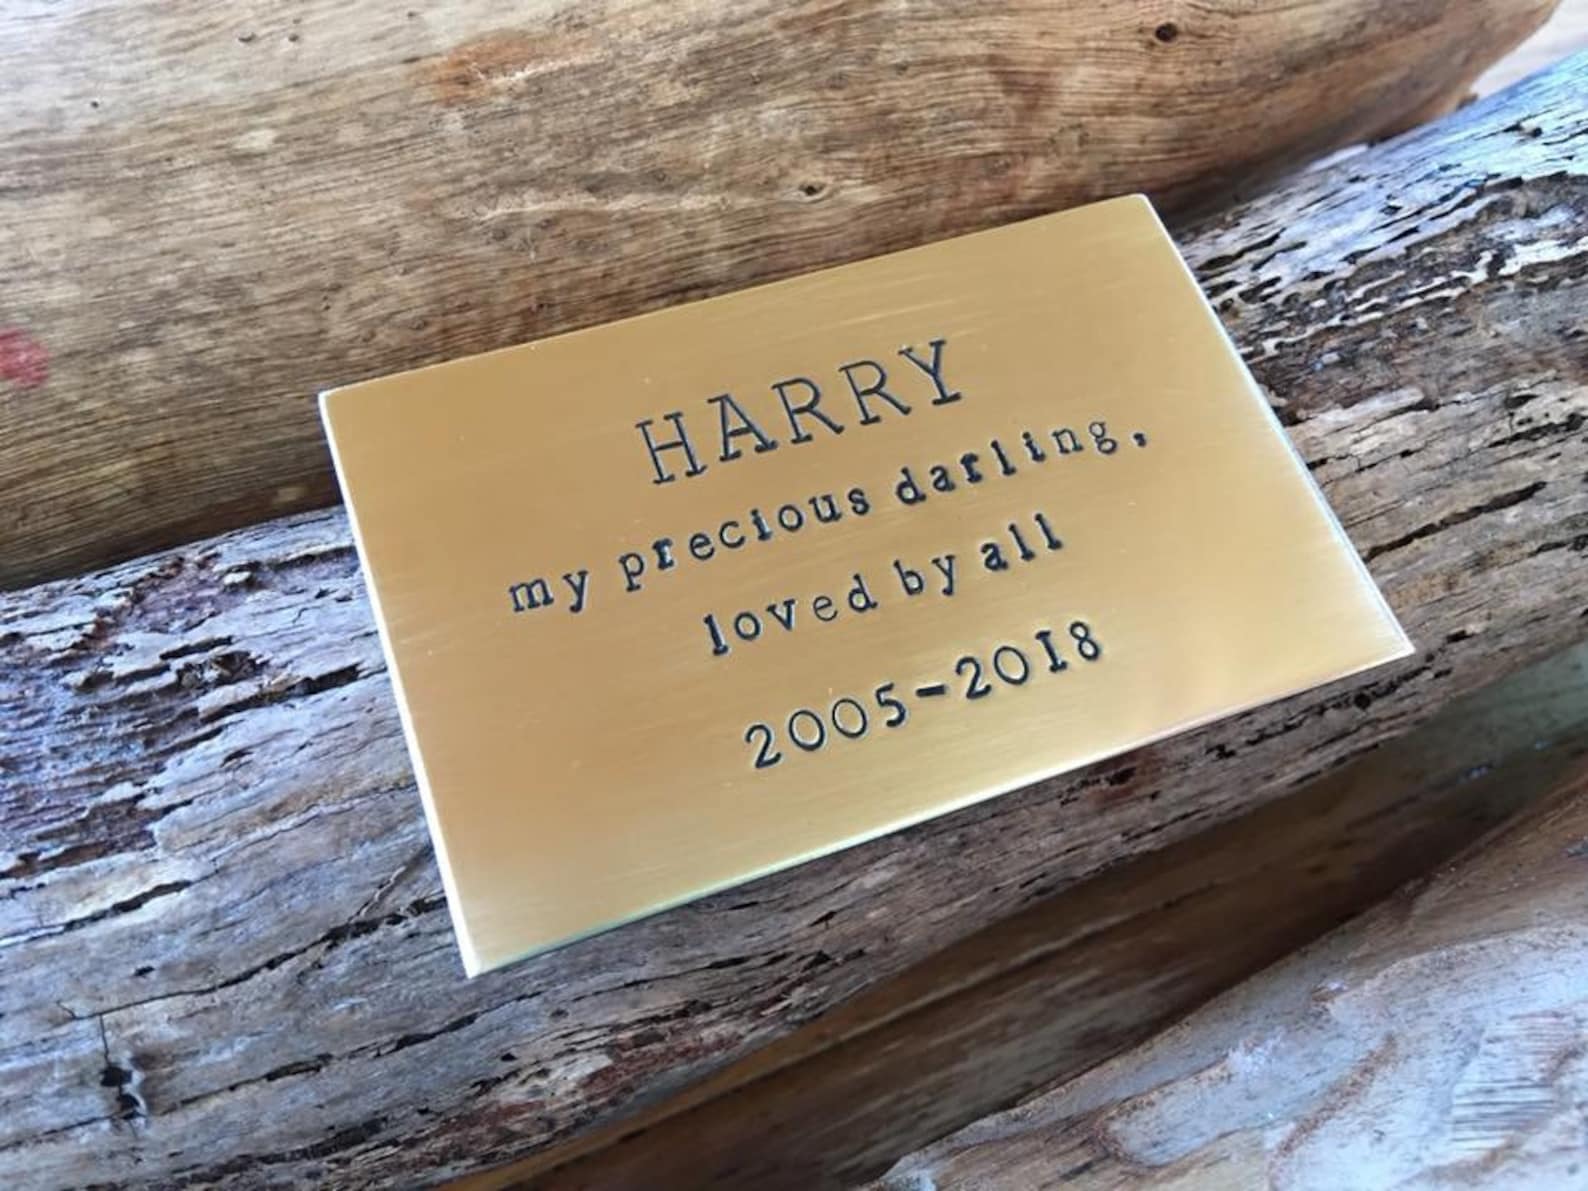 HARRY
my precious darling,
loved by all
2005-2018